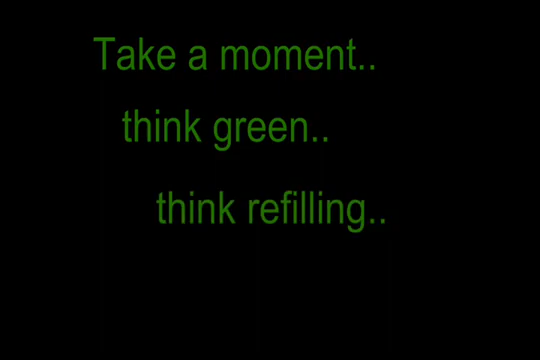 Take a moment..
think green..
think refilling..